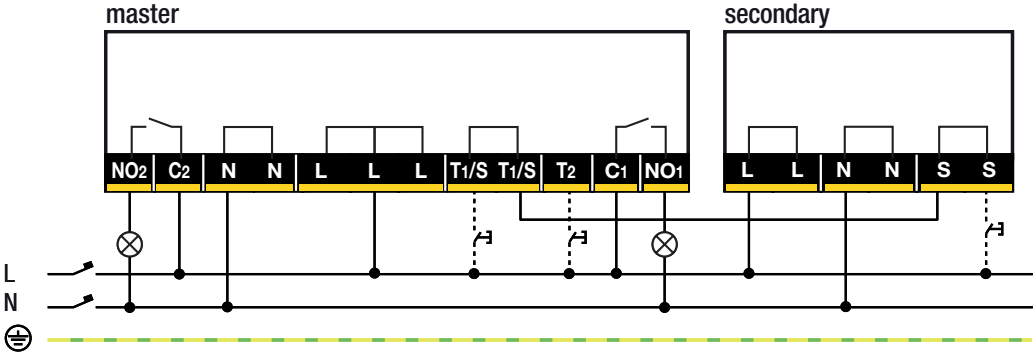 master secondary
NO2 C2 N N L L L T1/S T1/S T2 C1 NO1 L L N N S S
L
N